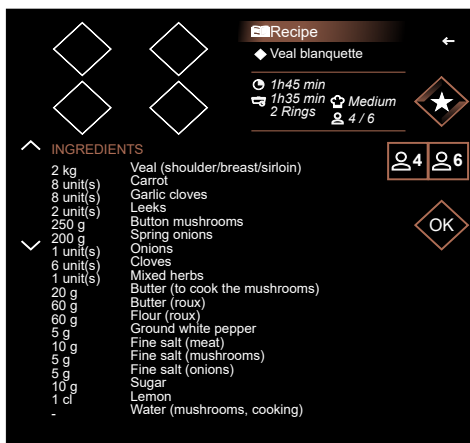 Recipe
Veal blanquette
1h45 min
1h35 min Medium
2 Rings 4 / 6
INGREDIENTS
4 6
OK
2 kg Veal (shoulder/breast/sirloin)
8 unit(s) Carrot
8 unit(s) Garlic cloves
2 unit(s) Leeks
250 g Button mushrooms
200 g Spring onions
1 unit(s) Onions
6 unit(s) Cloves
1 unit(s) Mixed herbs
20 g Butter (to cook the mushrooms)
60 g Butter (roux)
60 g Flour (roux)
5 g Ground white pepper
10 g Fine salt (meat)
5 g Fine salt (mushrooms)
5 g Fine salt (onions)
10 g Sugar
1 cl Lemon
- Water (mushrooms, cooking)